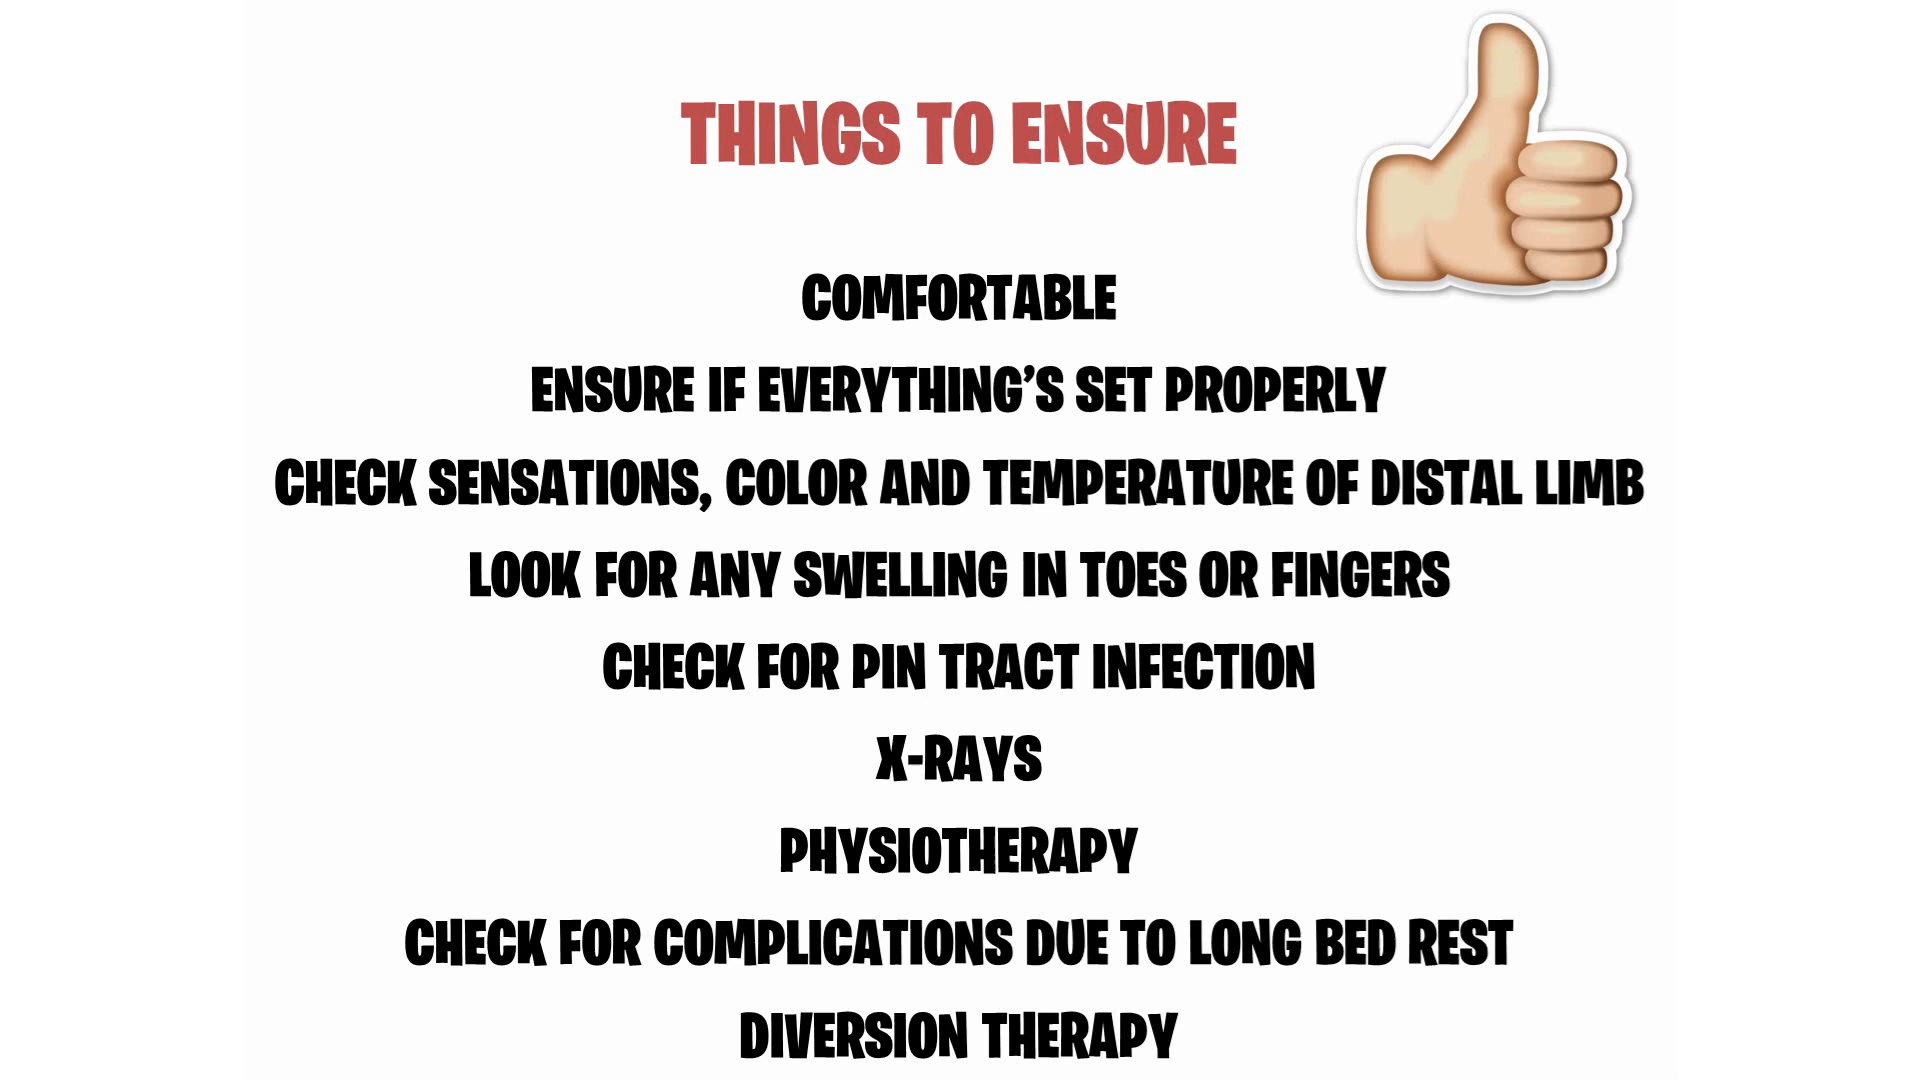 THINGS TO ENSURE
COMFORTABLE
ENSURE IF EVERYTHING’S SET PROPERLY
CHECK SENSATIONS, COLOR AND TEMPERATURE OF DISTAL LIMB
LOOK FOR ANY SWELLING IN TOES OR FINGERS
CHECK FOR PIN TRACT INFECTION
X-RAYS
PHYSIOTHERAPY
CHECK FOR COMPLICATIONS DUE TO LONG BED REST
DIVERSION THERAPY